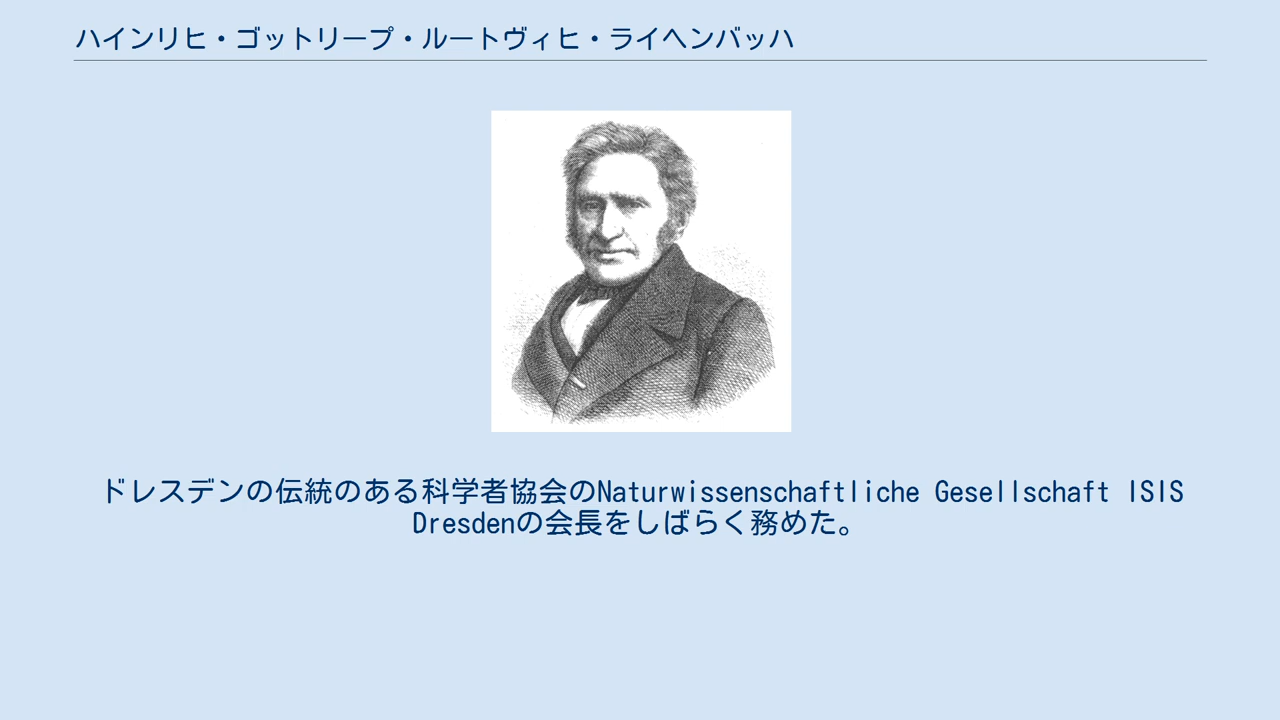 ハインリヒ・ゴットリープ・ルートヴィヒ・ライヘンバッハ
ドレスデンの伝統のある科学者協会のNaturwissenschaftliche Gesellschaft ISIS
Dresdenの会長をしばらく務めた。